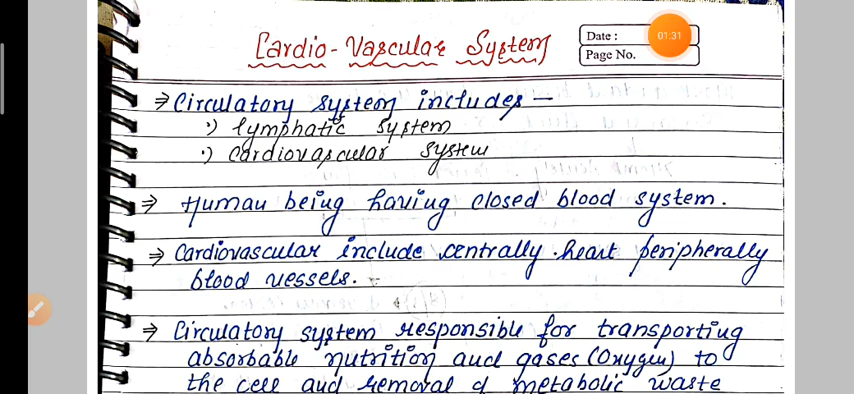 Cardio-Vascular System
Date :
01:31
Page No.
⇒ Circulatory system includes —
·) lymphatic system
·) Cardiovascular system
⇒ Human being having closed blood system.
⇒ Cardiovascular include centrally heart peripherally
blood vessels.
⇒ Circulatory system responsible for transporting
absorbable nutrition and gases (Oxygen) to
the cell and removal of metabolic waste